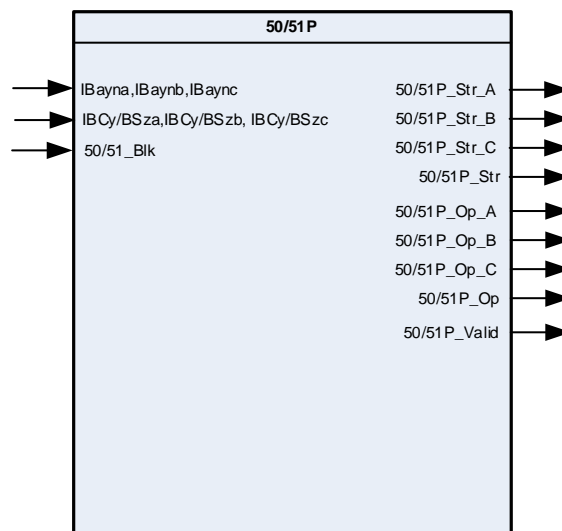 50/51P
IBayna,IBaynb,IBaync
50/51P_Str_A
IBCy/BSza,IBCy/BSzb, IBCy/BSzc
50/51P_Str_B
50/51_Blk
50/51P_Str_C
50/51P_Str
50/51P_Op_A
50/51P_Op_B
50/51P_Op_C
50/51P_Op
50/51P_Valid